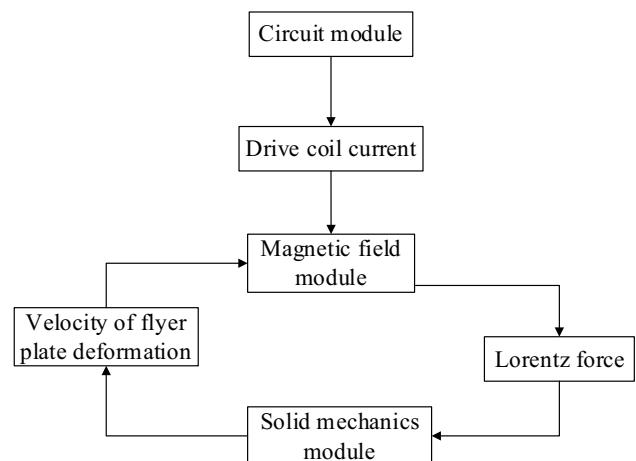 Circuit module
Drive coil current
Magnetic field
module
Velocity of flyer
plate deformation
Lorentz force
Solid mechanics
module